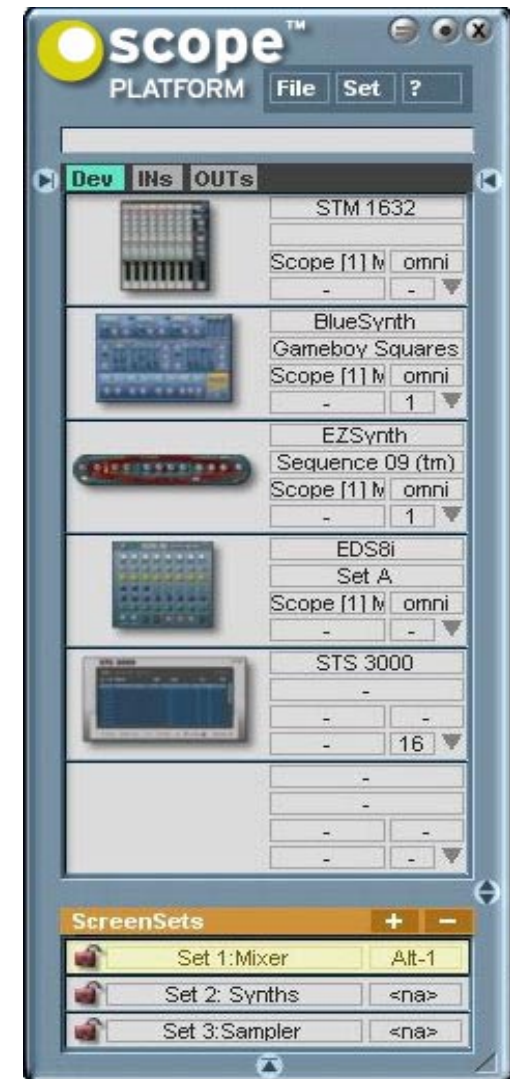 scope™
PLATFORM
File Set ?
Dev INs OUTs
STM 1632
Scope [1] M omni
- -
BlueSynth
Gameboy Squares
Scope [1] M omni
- 1
EZSynth
Sequence 09 (tm)
Scope [1] M omni
- 1
EDS8i
Set A
Scope [1] M omni
- -
STS 3000
-
- -
- 16
-
-
- -
- -
ScreenSets + -
Set 1:Mixer Alt-1
Set 2: Synths <na>
Set 3:Sampler <na>